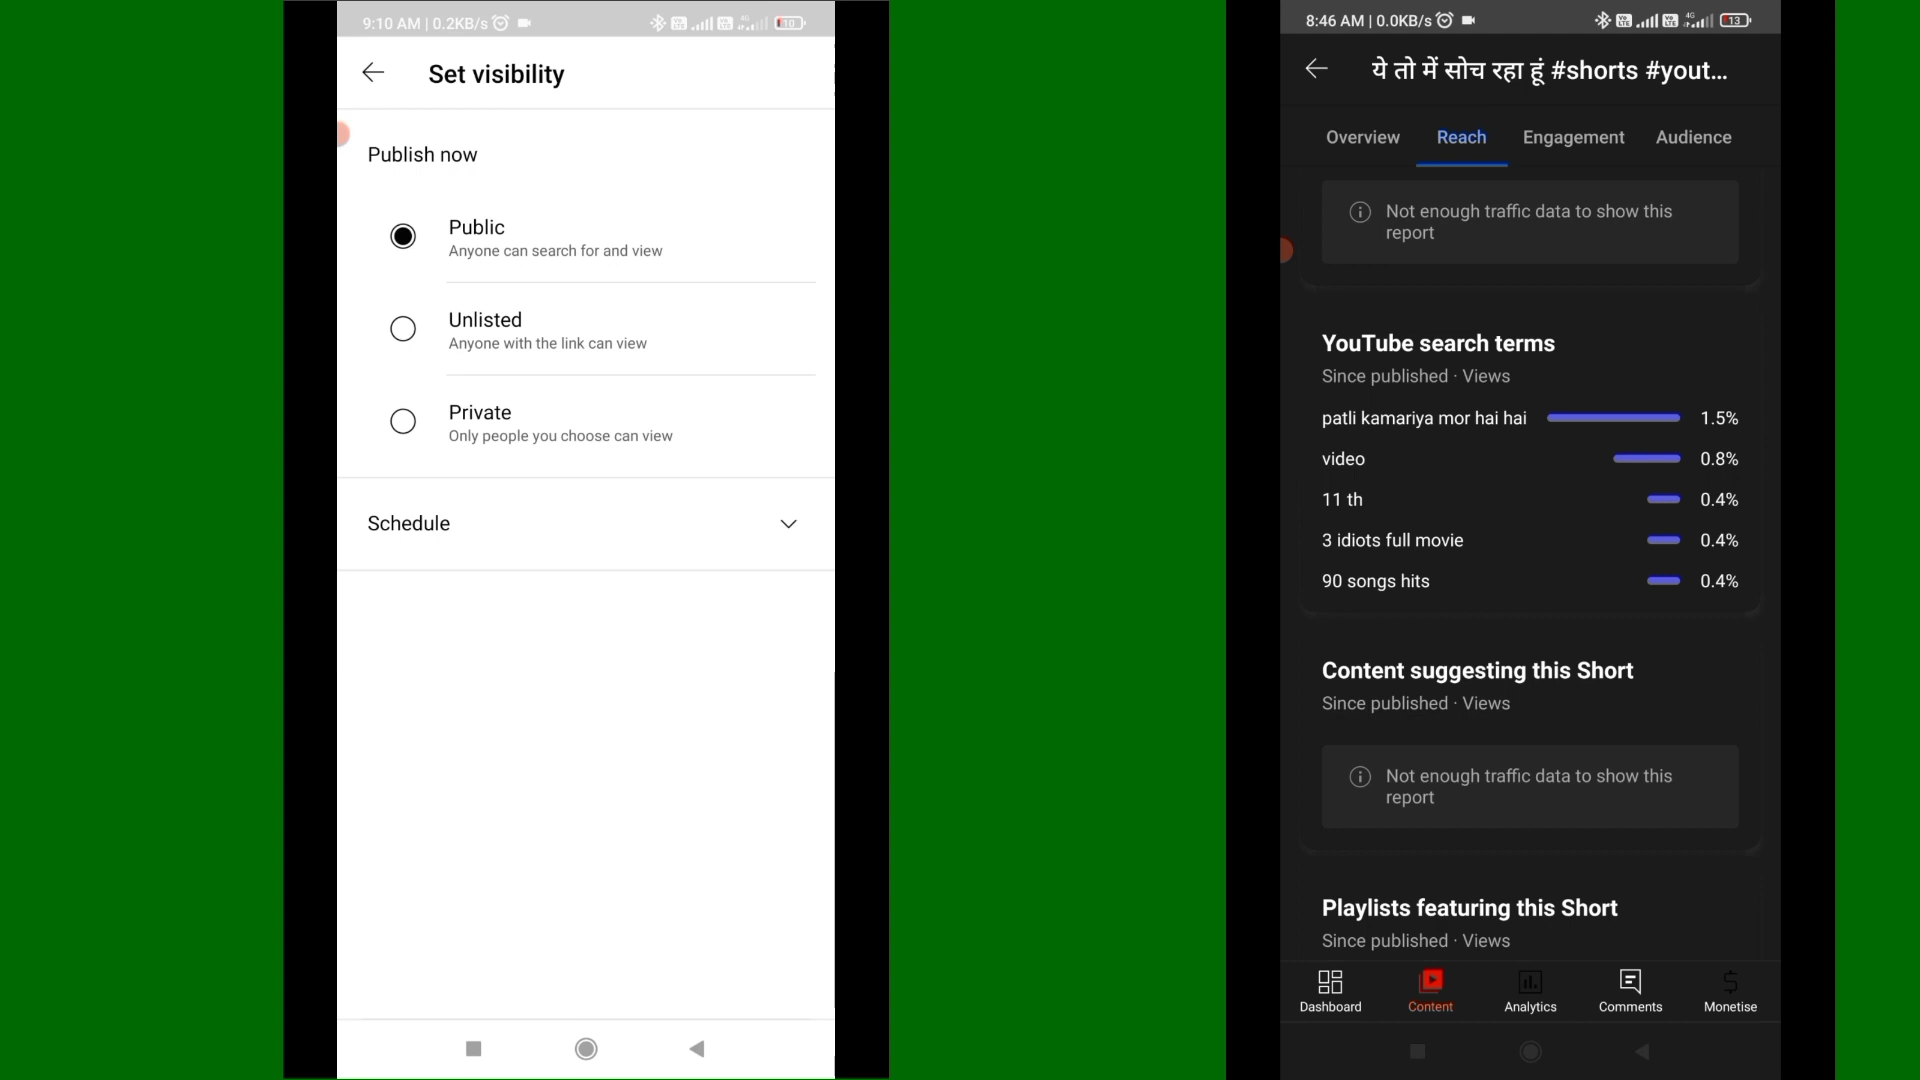 9:10 AM | 0.2KB/s
4G
10
Set visibility
Publish now
Public
Anyone can search for and view
Unlisted
Anyone with the link can view
Private
Only people you choose can view
Schedule
8:46 AM | 0.0KB/s
4G
13
ये तो में सोच रहा हूं #shorts #yout...
Overview Reach Engagement Audience
Not enough traffic data to show this
report
YouTube search terms
Since published · Views
patli kamariya mor hai hai 1.5%
video 0.8%
11 th 0.4%
3 idiots full movie 0.4%
90 songs hits 0.4%
Content suggesting this Short
Since published · Views
Not enough traffic data to show this
report
Playlists featuring this Short
Since published · Views
Dashboard Content Analytics Comments Monetise